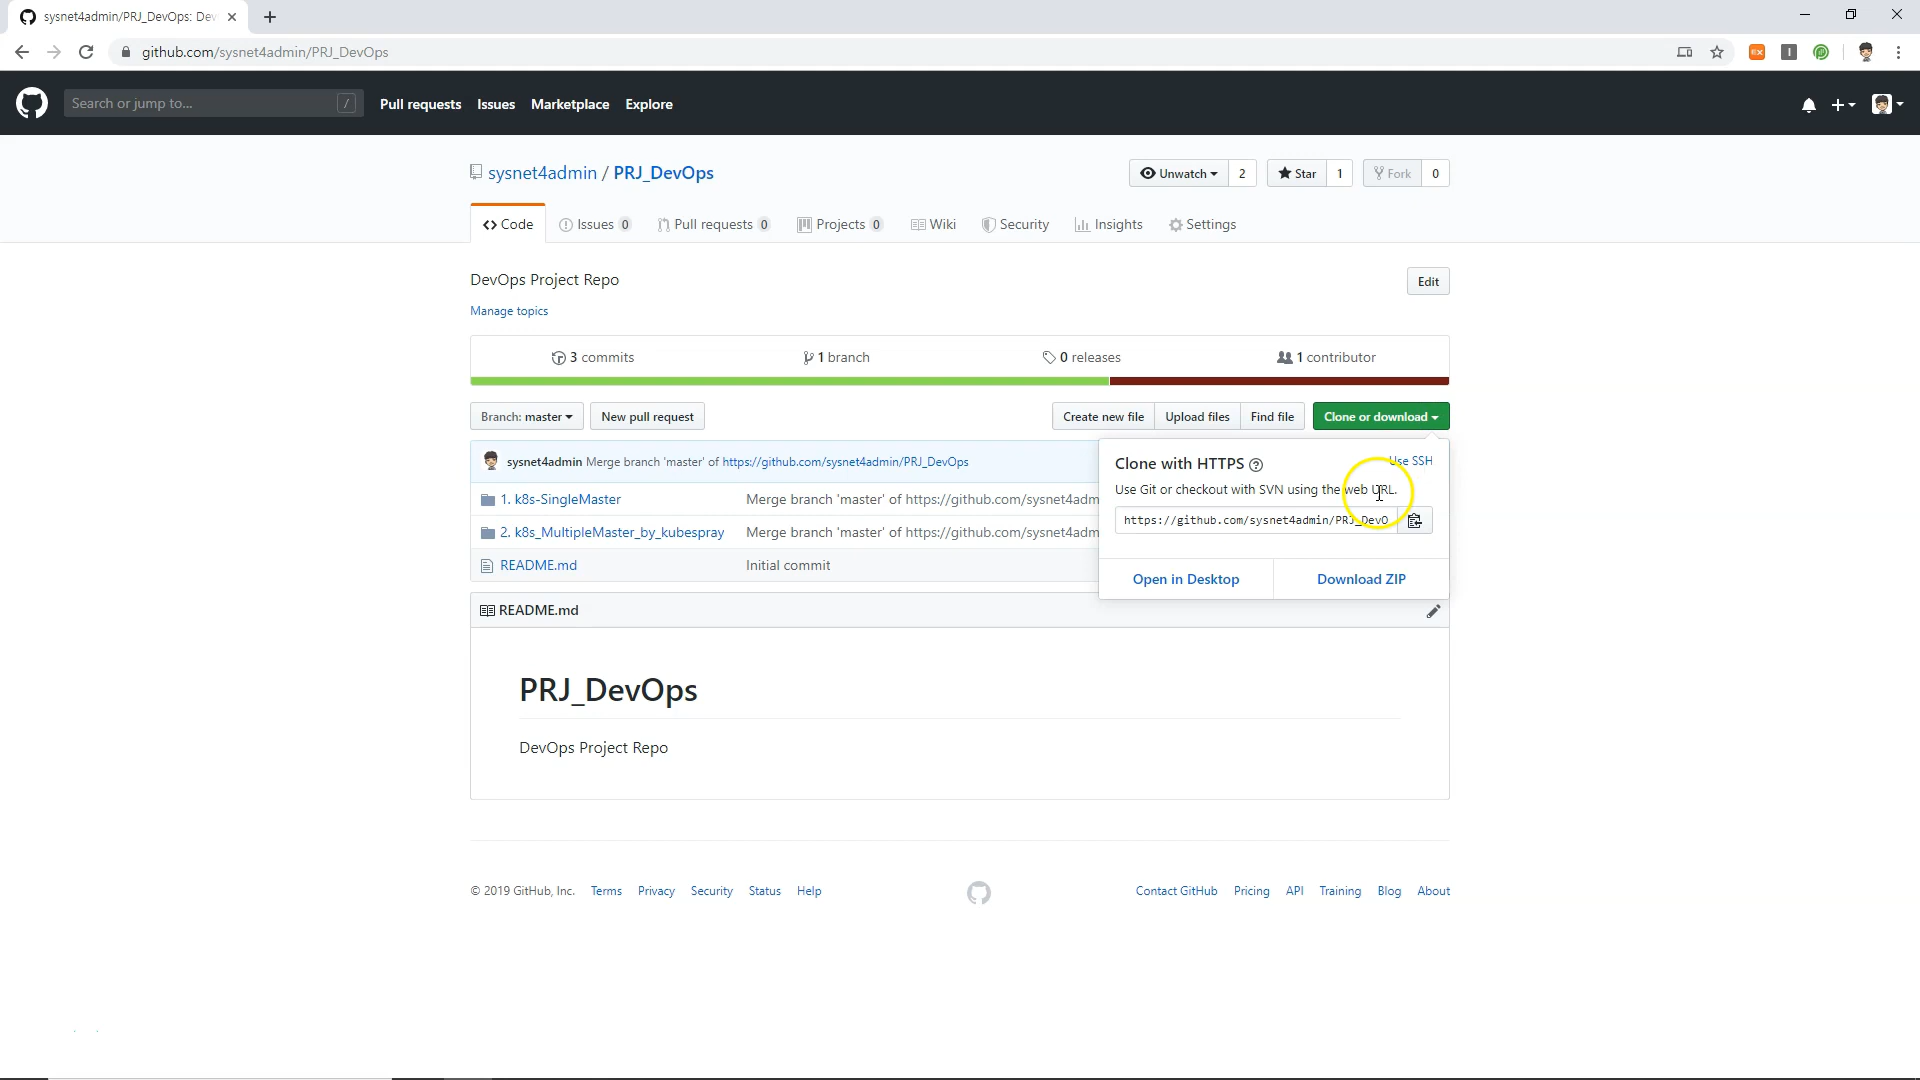 sysnet4admin/PRJ_DevOps: Dev
github.com/sysnet4admin/PRJ_DevOps
Search or jump to... /
Pull requests Issues Marketplace Explore
sysnet4admin / PRJ_DevOps
Unwatch 2 Star 1 Fork 0
Code Issues 0 Pull requests 0 Projects 0 Wiki Security Insights Settings
DevOps Project Repo
Edit
Manage topics
3 commits 1 branch 0 releases 1 contributor
Branch: master New pull request Create new file Upload files Find file Clone or download
sysnet4admin Merge branch 'master' of https://github.com/sysnet4admin/PRJ_DevOps
1. k8s-SingleMaster Merge branch 'master' of https://github.com/sysnet4adm
2. k8s_MultipleMaster_by_kubespray Merge branch 'master' of https://github.com/sysnet4adm
README.md Initial commit
Clone with HTTPS Use SSH
Use Git or checkout with SVN using the web URL.
https://github.com/sysnet4admin/PRJ_DevO
Open in Desktop Download ZIP
README.md
PRJ_DevOps
DevOps Project Repo
© 2019 GitHub, Inc. Terms Privacy Security Status Help
Contact GitHub Pricing API Training Blog About